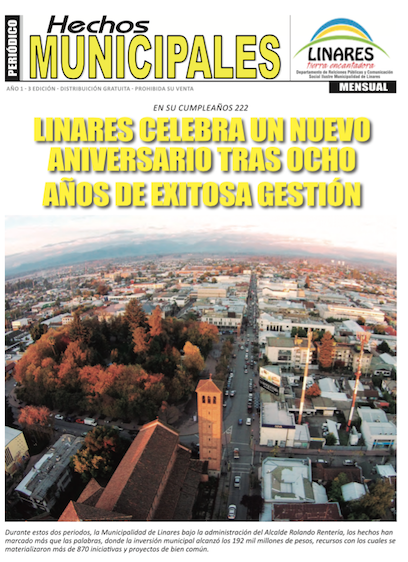 PERIÓDICO
Hechos
MUNICIPALES
LINARES
Tierra encantadora
Departamento de Relaciones Públicas y Comunicación
Social Ilustre Municipalidad de Linares
AÑO 1 - 3 EDICIÓN - DISTRIBUCIÓN GRATUITA - PROHIBIDA SU VENTA
MENSUAL
EN SU CUMPLEAÑOS 222
LINARES CELEBRA UN NUEVO
ANIVERSARIO TRAS OCHO
AÑOS DE EXITOSA GESTIÓN
Durante estos dos periodos, la Municipalidad de Linares bajo la administración del Alcalde Rolando Rentería, los hechos han
marcado más que las palabras, donde la inversión municipal alcanzó los 192 mil millones de pesos, recursos con los cuales se
materializaron más de 870 iniciativas y proyectos de bien común.